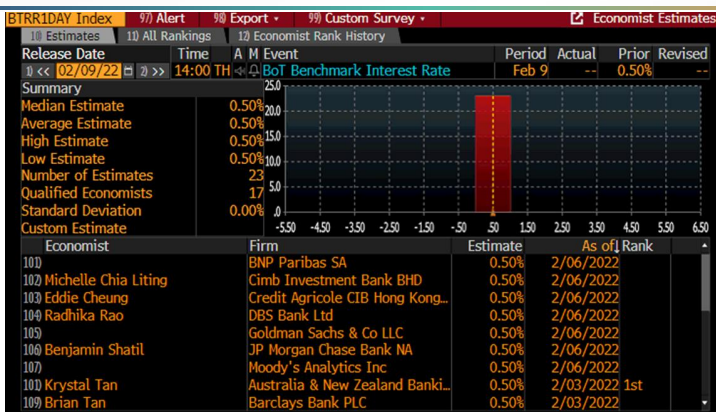 BTRR1DAY Index 97) Alert 98) Export 99) Custom Survey Economist Estimates
10) Estimates 11) All Rankings 12) Economist Rank History
Release Date Time A M Event Period Actual Prior Revised
1) << 02/09/22 2) >> 14:00 TH BoT Benchmark Interest Rate Feb 9 -- 0.50% --
Summary 25.0
Median Estimate 0.50%
Average Estimate 0.50% 20.0
High Estimate 0.50% 15.0
Low Estimate 0.50% 10.0
Number of Estimates 23
Qualified Economists 17 5.0
Standard Deviation 0.00% .0
Custom Estimate -5.50 -4.50 -3.50 -2.50 -1.50 -.50 .50 1.50 2.50 3.50 4.50 5.50 6.50
Economist Firm Estimate As of↓ Rank
101) BNP Paribas SA 0.50% 2/06/2022
102) Michelle Chia Liting Cimb Investment Bank BHD 0.50% 2/06/2022
103) Eddie Cheung Credit Agricole CIB Hong Kong... 0.50% 2/06/2022
104) Radhika Rao DBS Bank Ltd 0.50% 2/06/2022
105) Goldman Sachs & Co LLC 0.50% 2/06/2022
106) Benjamin Shatil JP Morgan Chase Bank NA 0.50% 2/06/2022
107) Moody's Analytics Inc 0.50% 2/06/2022
108) Krystal Tan Australia & New Zealand Banki... 0.50% 2/03/2022 1st
109) Brian Tan Barclays Bank PLC 0.50% 2/03/2022